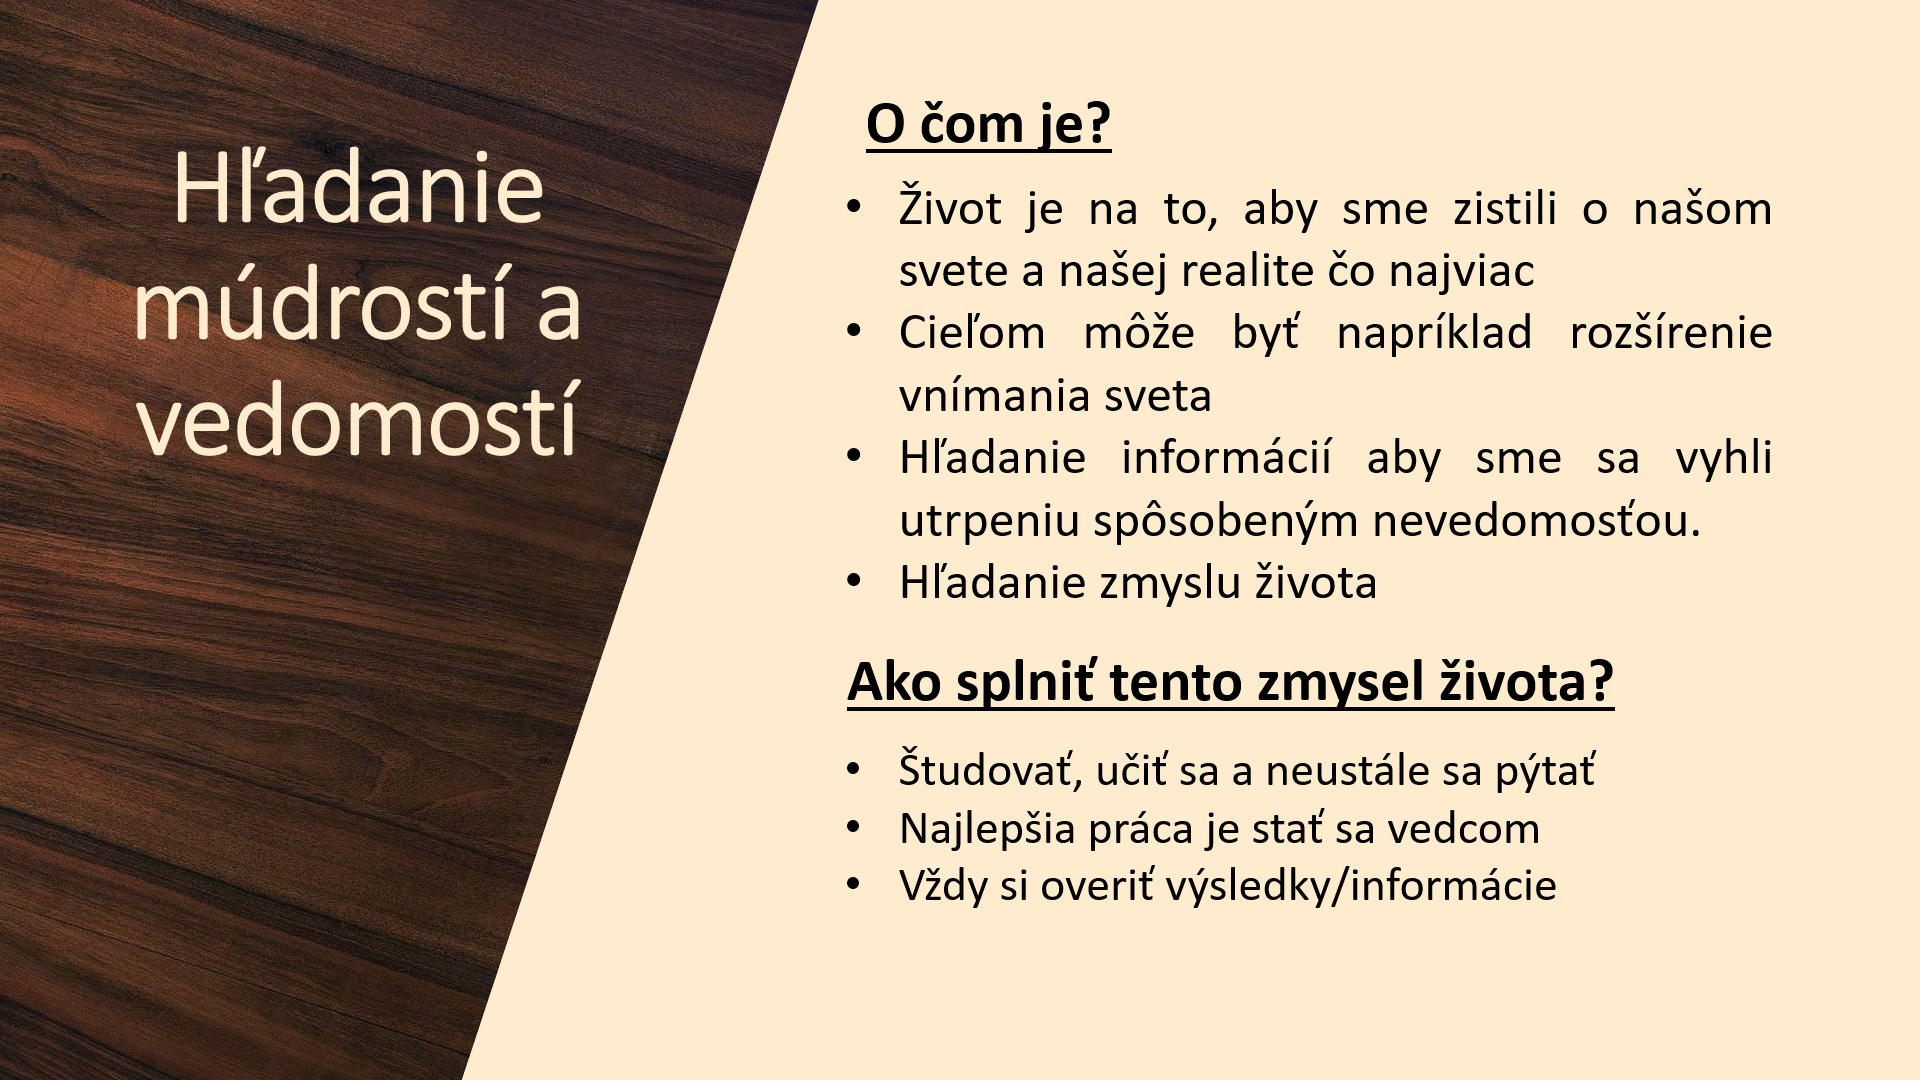 Hľadanie
múdrostí a
vedomostí
O čom je?
• Život je na to, aby sme zistili o našom
svete a našej realite čo najviac
• Cieľom môže byť napríklad rozšírenie
vnímania sveta
• Hľadanie informácií aby sme sa vyhli
utrpeniu spôsobeným nevedomosťou.
• Hľadanie zmyslu života
Ako splniť tento zmysel života?
• Študovať, učiť sa a neustále sa pýtať
• Najlepšia práca je stať sa vedcom
• Vždy si overiť výsledky/informácie